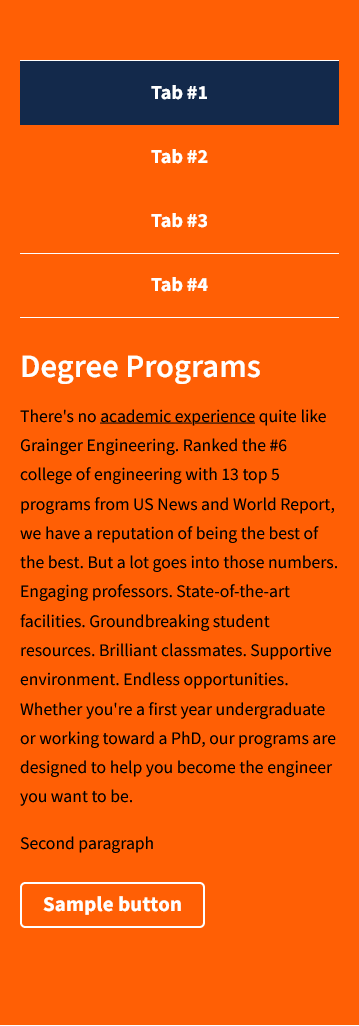 Tab #1
Tab #2
Tab #3
Tab #4
Degree Programs
There's no academic experience quite like
Grainger Engineering. Ranked the #6
college of engineering with 13 top 5
programs from US News and World Report,
we have a reputation of being the best of
the best. But a lot goes into those numbers.
Engaging professors. State-of-the-art
facilities. Groundbreaking student
resources. Brilliant classmates. Supportive
environment. Endless opportunities.
Whether you're a first year undergraduate
or working toward a PhD, our programs are
designed to help you become the engineer
you want to be.
Second paragraph
Sample button